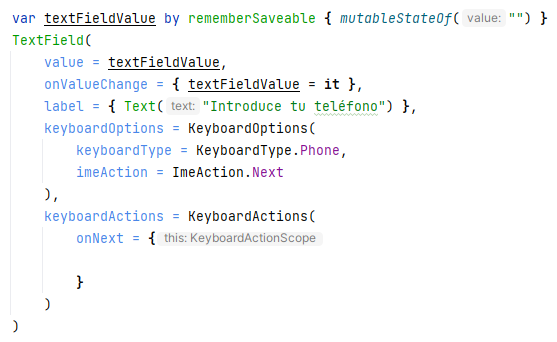 var textFieldValue by rememberSaveable { mutableStateOf( value: "") }
TextField(
    value = textFieldValue,
    onValueChange = { textFieldValue = it },
    label = { Text( text: "Introduce tu teléfono") },
    keyboardOptions = KeyboardOptions(
        keyboardType = KeyboardType.Phone,
        imeAction = ImeAction.Next
    ),
    keyboardActions = KeyboardActions(
        onNext = { this: KeyboardActionScope
        }
    )
)